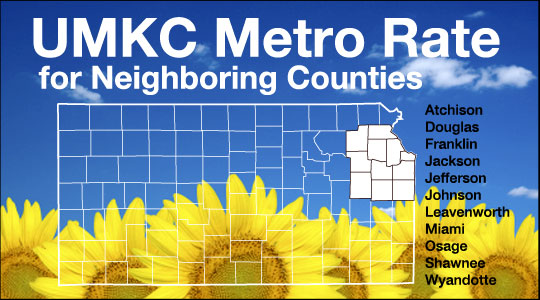 UMKC Metro Rate
for Neighboring Counties
Atchison
Douglas
Franklin
Jackson
Jefferson
Johnson
Leavenworth
Miami
Osage
Shawnee
Wyandotte